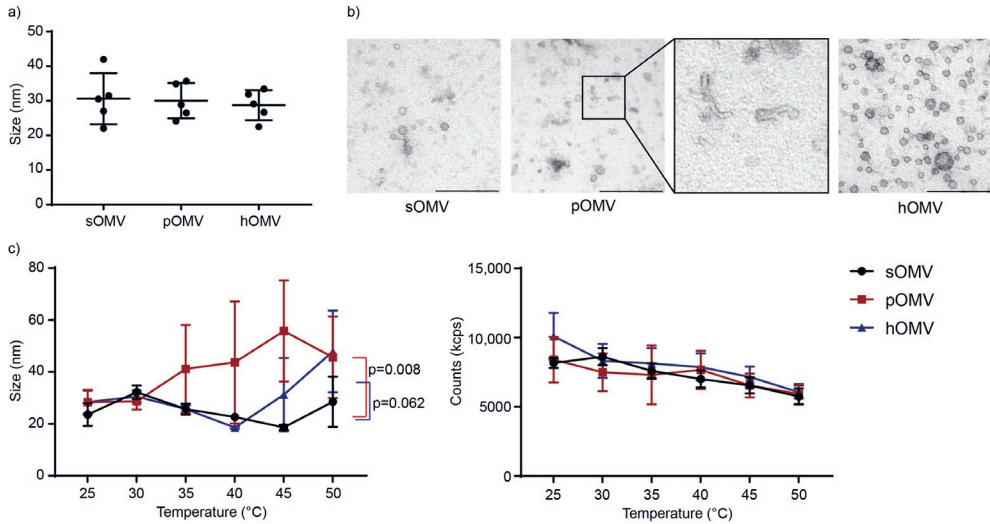 a)
Size (nm)
50
40
30
20
10
0
sOMV pOMV hOMV
b)
sOMV pOMV hOMV
c)
Size (nm)
80
60
40
20
0
25 30 35 40 45 50
Temperature (°C)
p=0.008
p=0.062
Counts (kcps)
15,000
10,000
5000
0
25 30 35 40 45 50
Temperature (°C)
sOMV
pOMV
hOMV